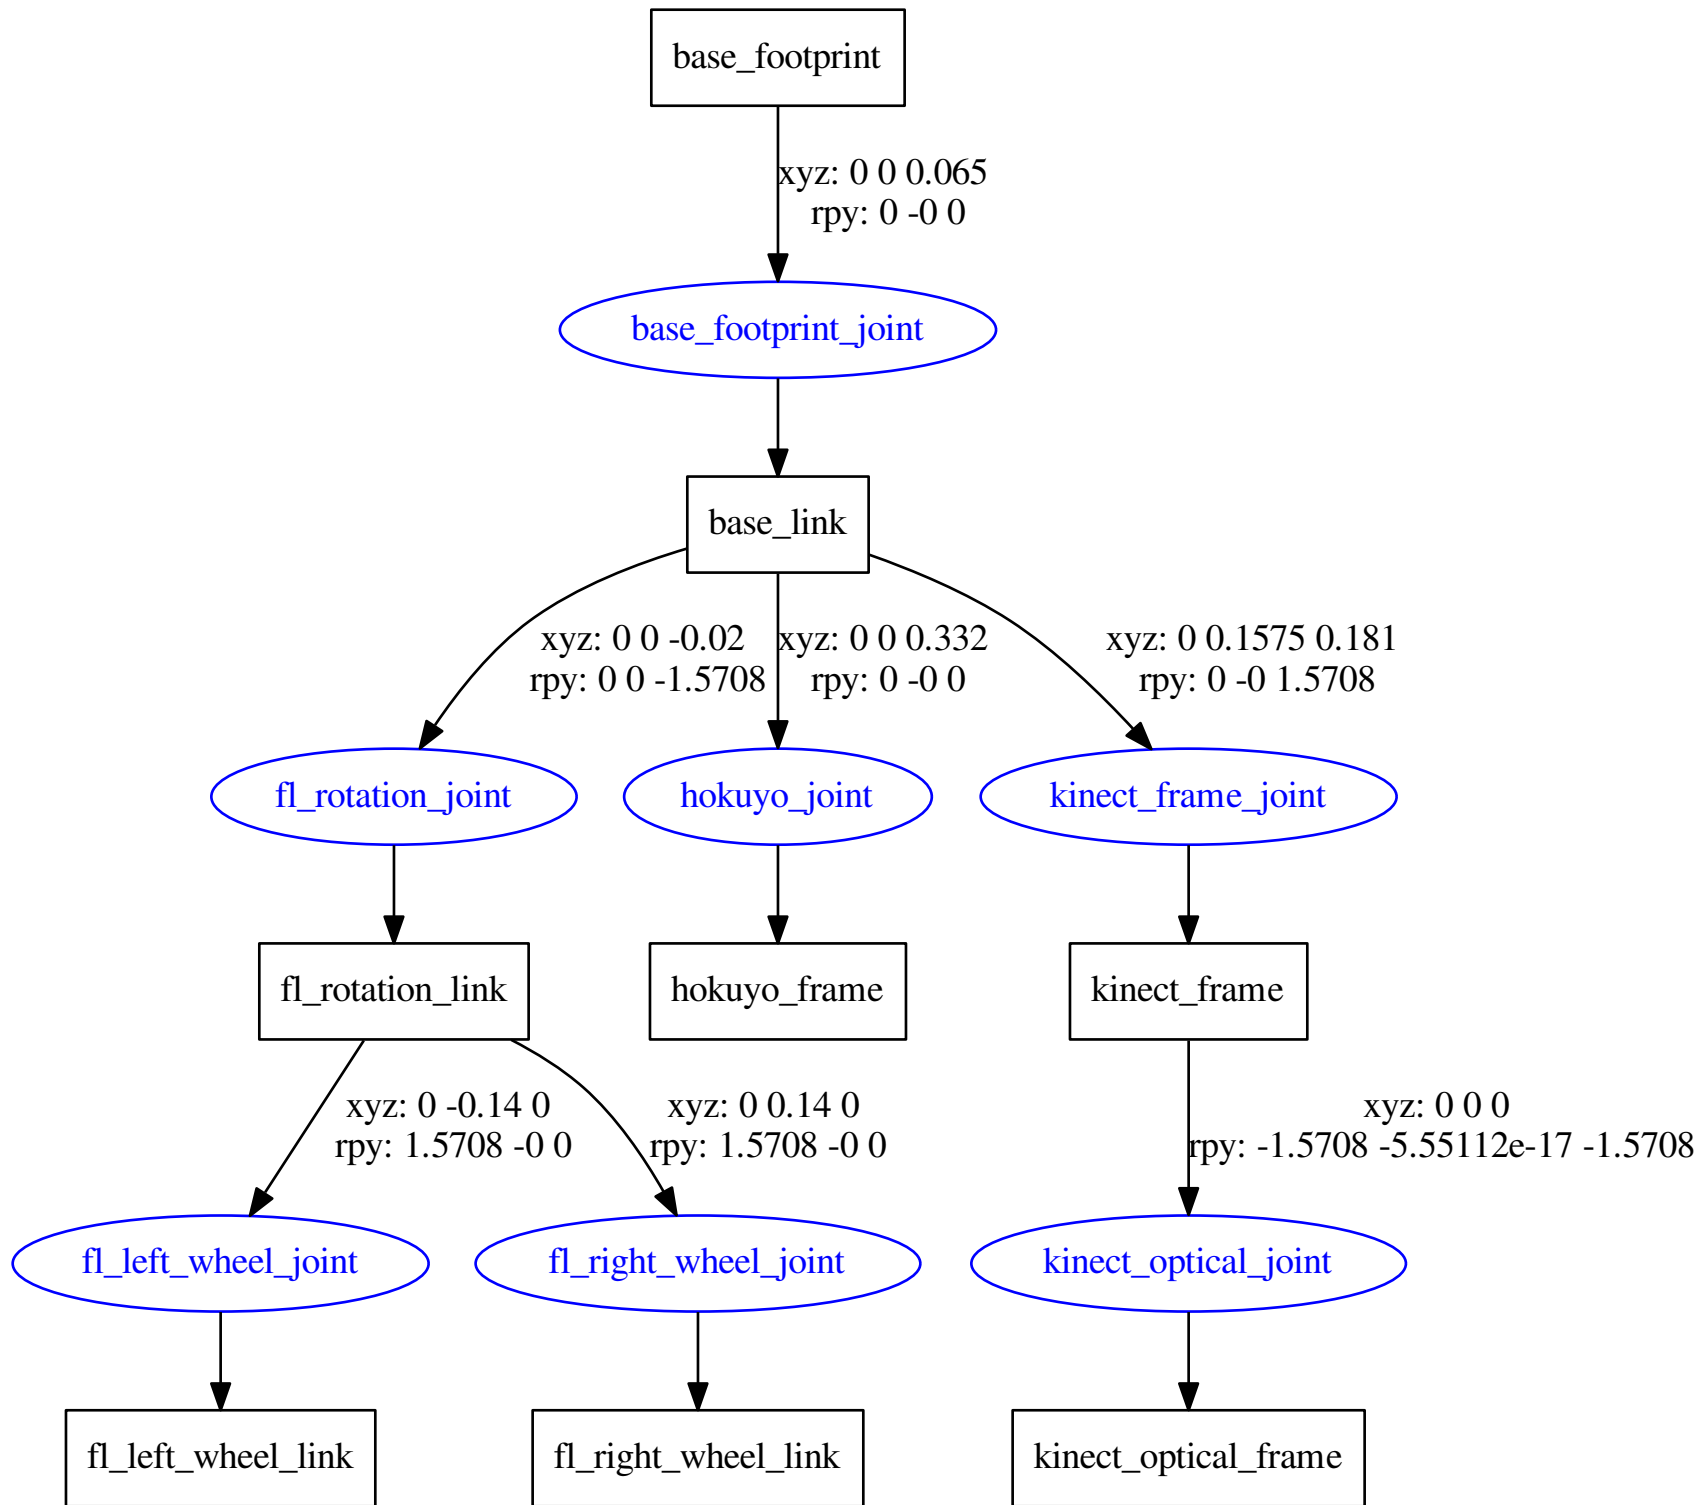 base_footprint
xyz: 0 0 0.065
rpy: 0 -0 0
base_footprint_joint
base_link
xyz: 0 0 -0.02
rpy: 0 0 -1.5708
xyz: 0 0 0.332
rpy: 0 -0 0
xyz: 0 0.1575 0.181
rpy: 0 -0 1.5708
fl_rotation_joint
hokuyo_joint
kinect_frame_joint
fl_rotation_link
hokuyo_frame
kinect_frame
xyz: 0 -0.14 0
rpy: 1.5708 -0 0
xyz: 0 0.14 0
rpy: 1.5708 -0 0
xyz: 0 0 0
rpy: -1.5708 -5.55112e-17 -1.5708
fl_left_wheel_joint
fl_right_wheel_joint
kinect_optical_joint
fl_left_wheel_link
fl_right_wheel_link
kinect_optical_frame